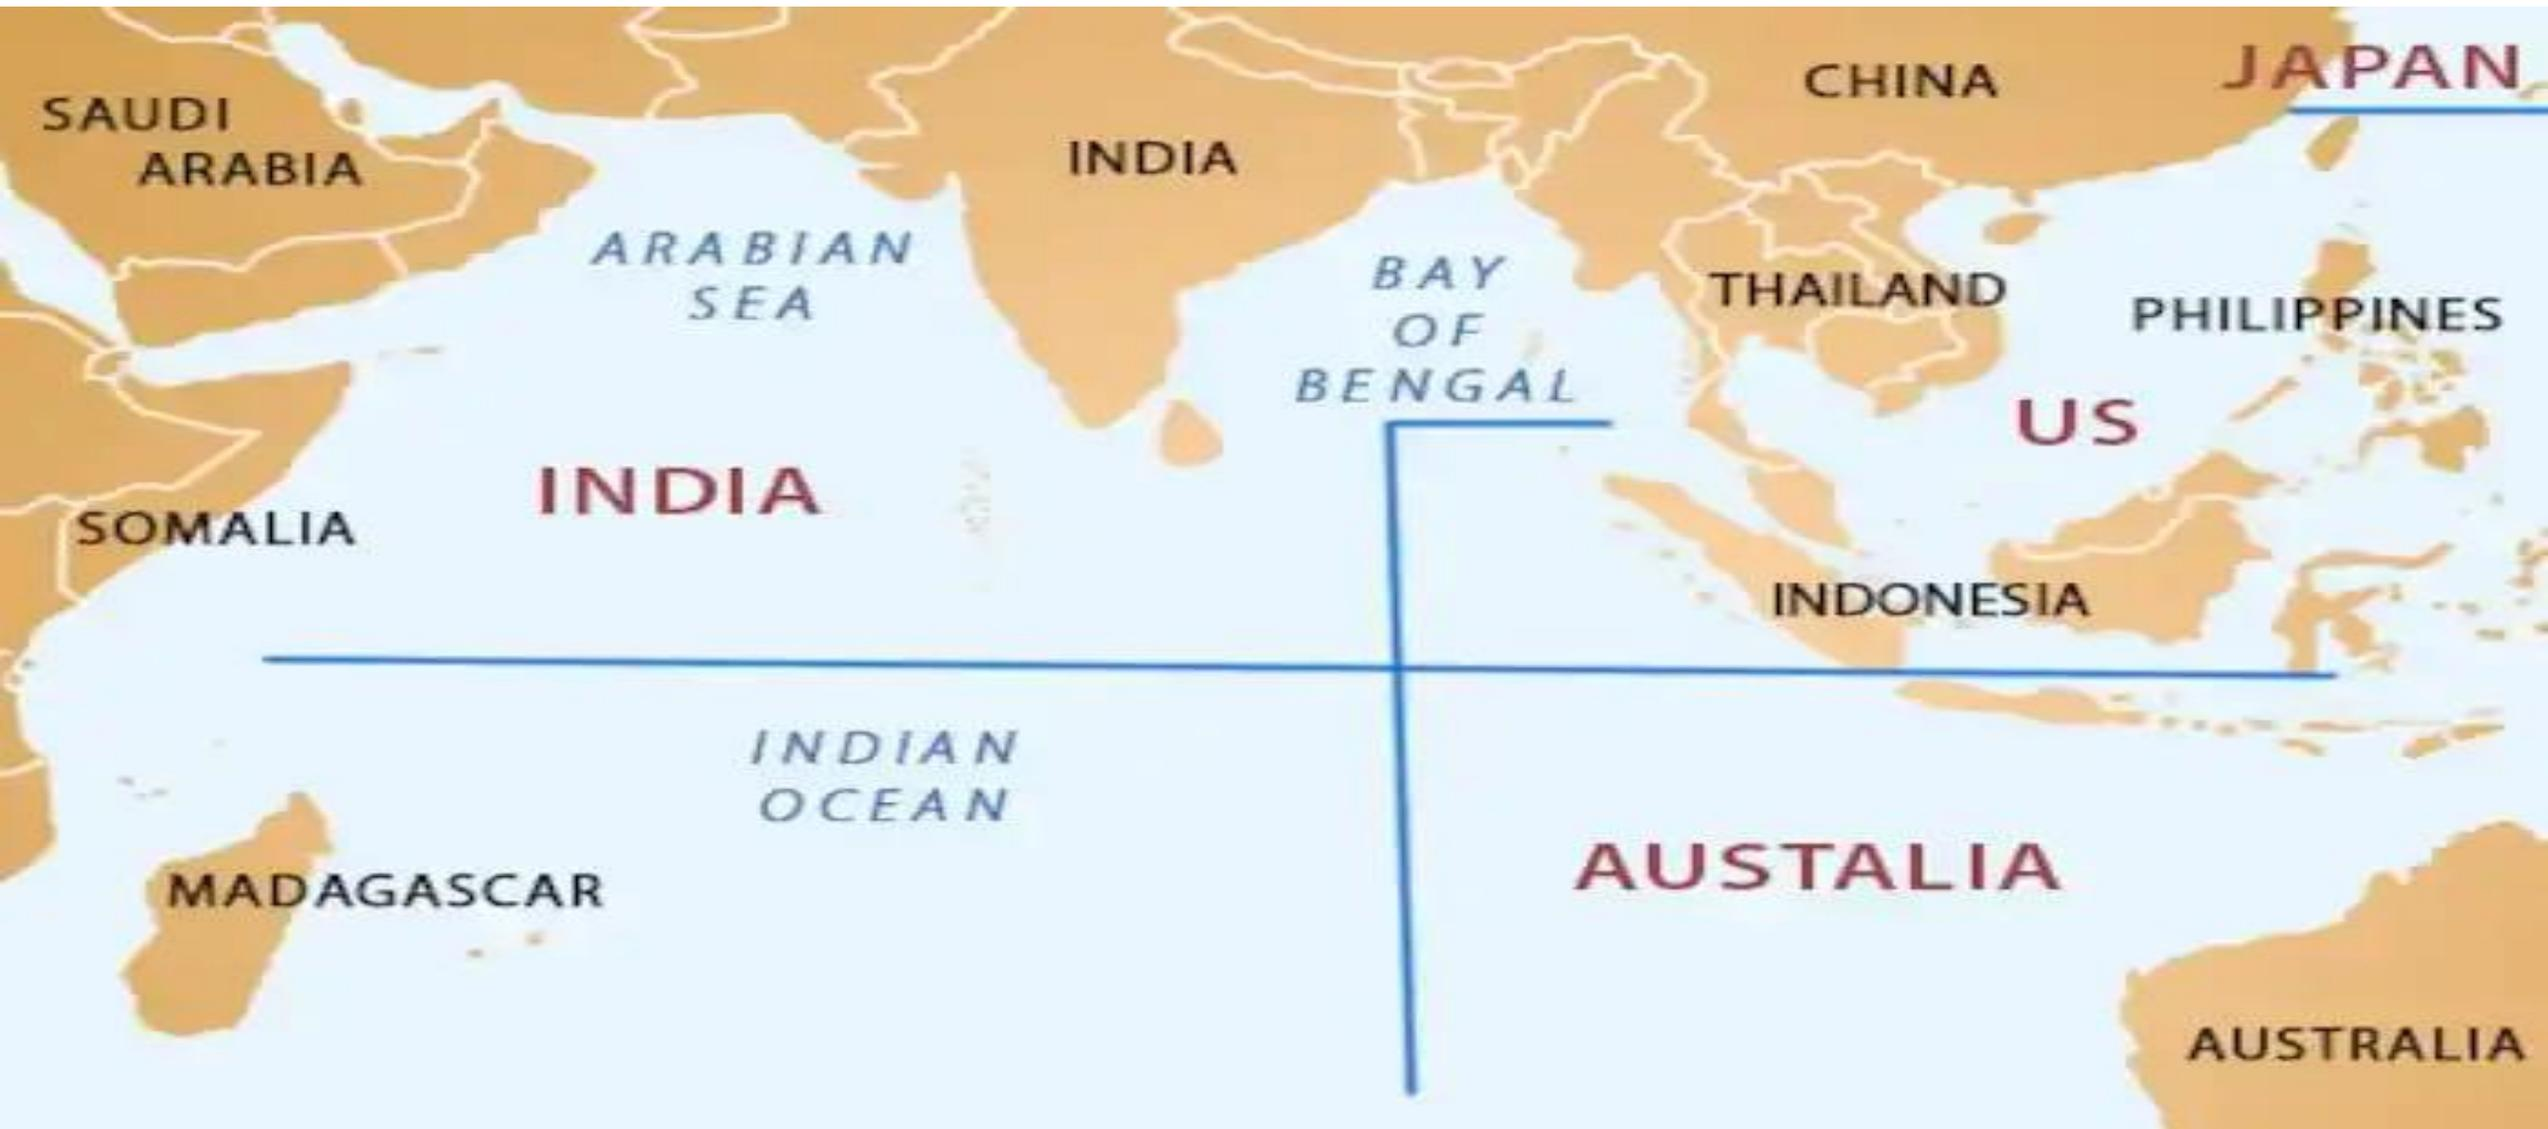 JAPAN
CHINA
SAUDI
ARABIA
INDIA
ARABIAN
SEA
BAY
OF
BENGAL
THAILAND
PHILIPPINES
US
INDIA
SOMALIA
INDONESIA
INDIAN
OCEAN
MADAGASCAR
AUSTALIA
AUSTRALIA